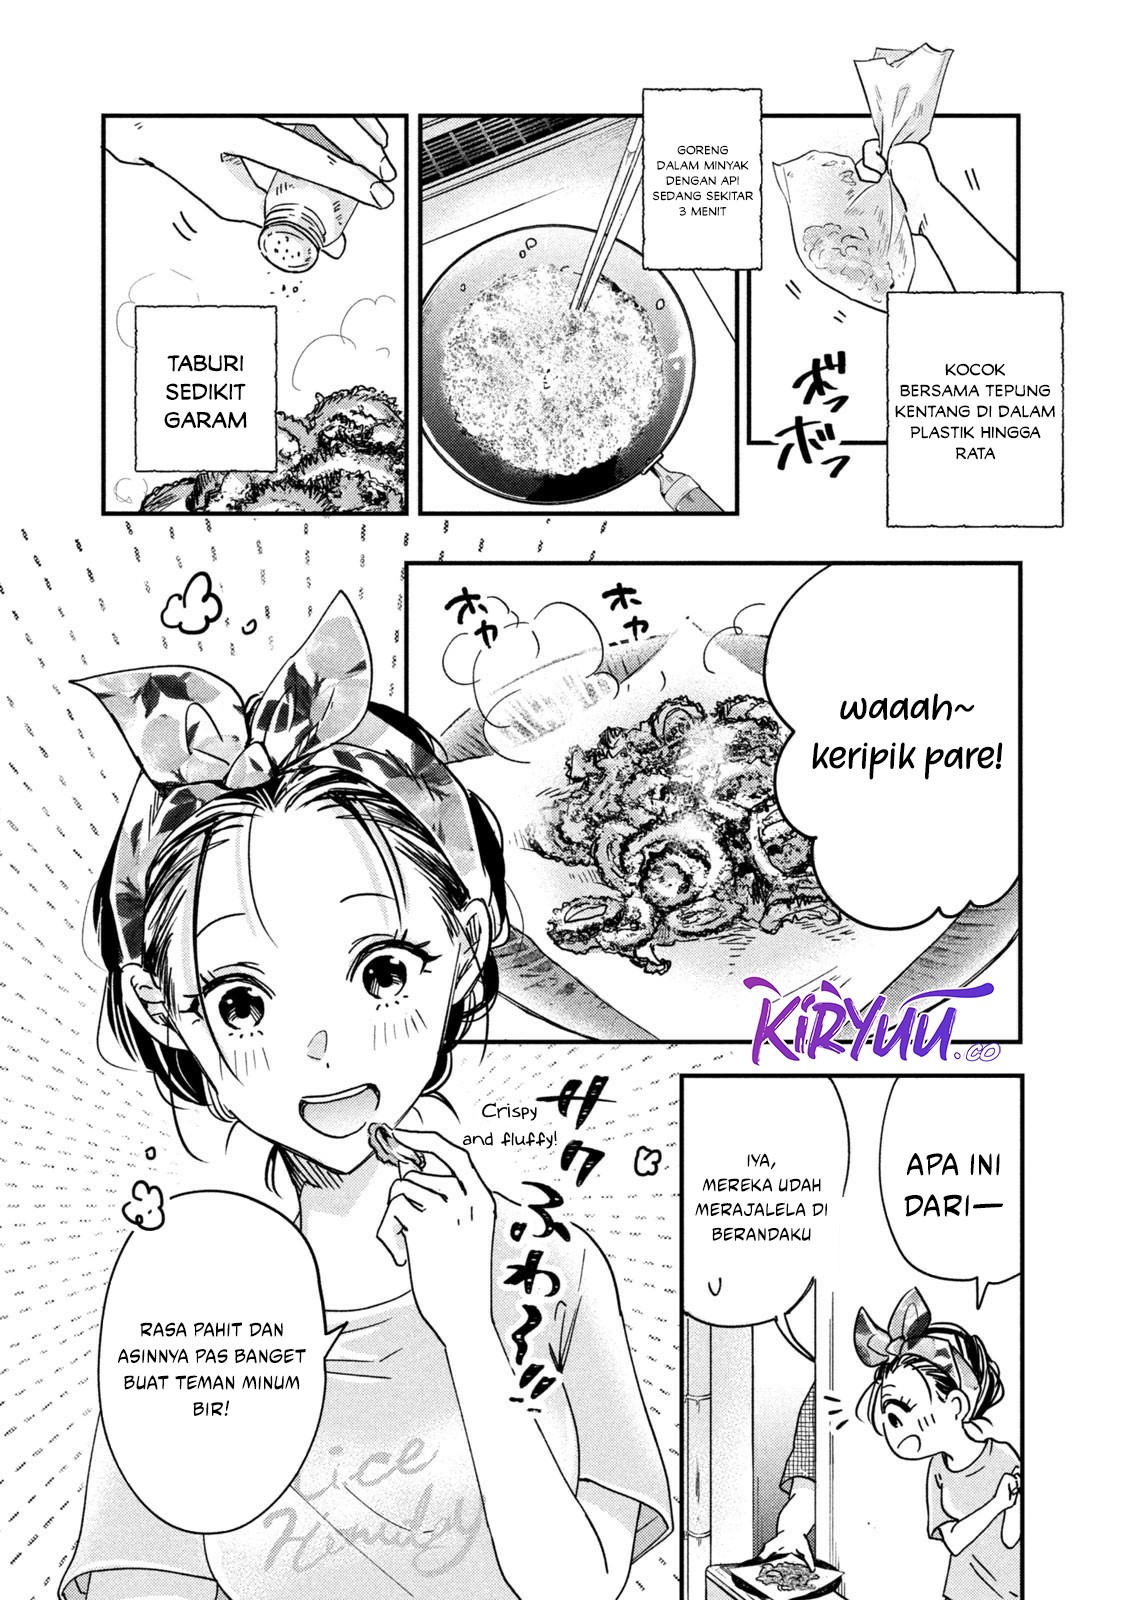 KOCOK
BERSAMA TEPUNG
KENTANG DI DALAM
PLASTIK HINGGA
RATA
ボフッ
ボフッ
GORENG
DALAM MINYAK
DENGAN API
SEDANG SEKITAR
3 MENIT
TABURI
SEDIKIT
GARAM
waaah~
keripik pare!
ホヤ
ホヤ
KIRYUU.CO
Crispy
and fluffy!
サクッ
ふわ〜
RASA PAHIT DAN
ASINNYA PAS BANGET
BUAT TEMAN MINUM
BIR!
APA INI
DARI—
IYA,
MEREKA UDAH
MERAJALELA DI
BERANDAKU